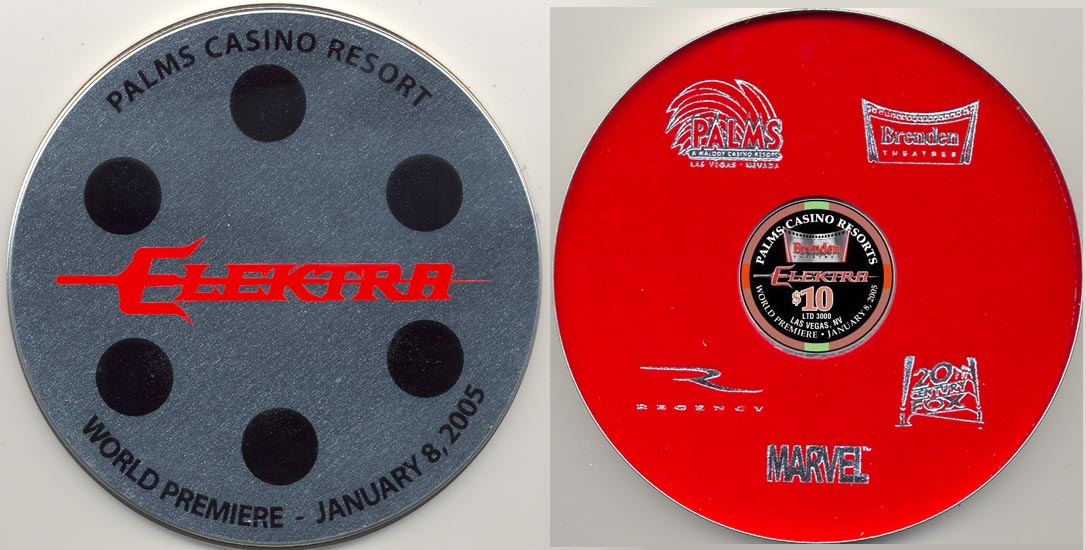 PALMS CASINO RESORT
ELEKTRA
WORLD PREMIERE - JANUARY 8, 2005
PALMS
A MALOOF CASINO RESORT
LAS VEGAS • NEVADA
Brenden
THEATRES
PALMS CASINO RESORTS
Brenden
THEATRES
ELEKTRA
$10
LTD 3000
LAS VEGAS, NV
WORLD PREMIERE • JANUARY 8, 2005
R
REGENCY
20TH
CENTURY
FOX
MARVEL™